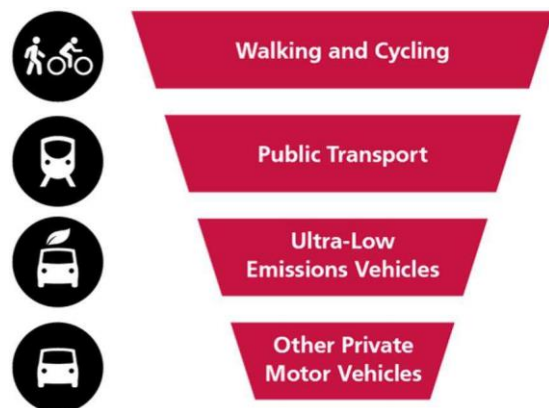 Walking and Cycling
Public Transport
Ultra-Low
Emissions Vehicles
Other Private
Motor Vehicles